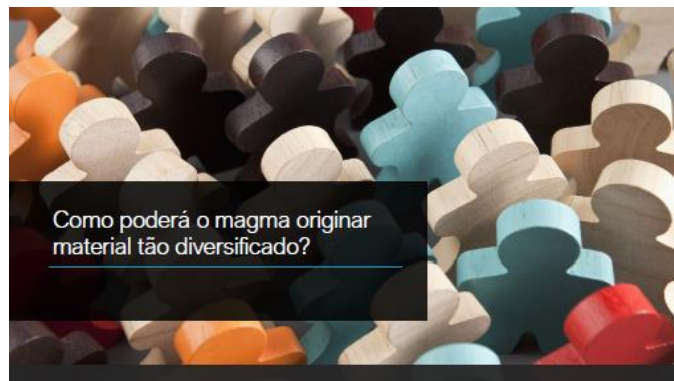 Como poderá o magma originar
material tão diversificado?